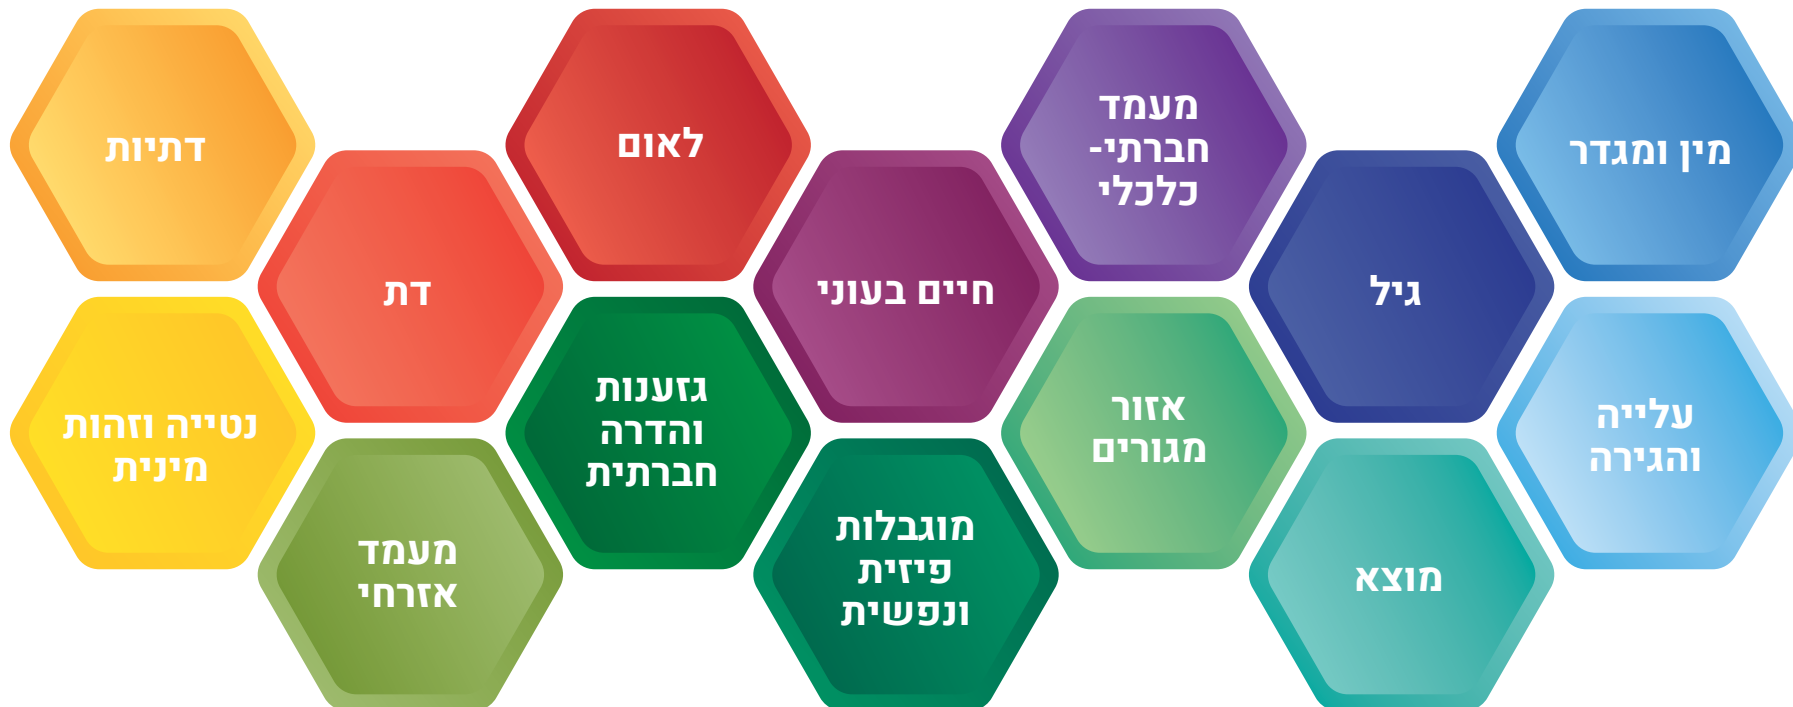 מין ומגדר
מעמד
חברתי-
כלכלי
לאום
דתיות
גיל
חיים בעוני
דת
עלייה
והגירה
אזור
מגורים
גזענות
והדרה
חברתית
נטייה וזהות
מינית
מוצא
מוגבלות
פיזית
ונפשית
מעמד
אזרחי